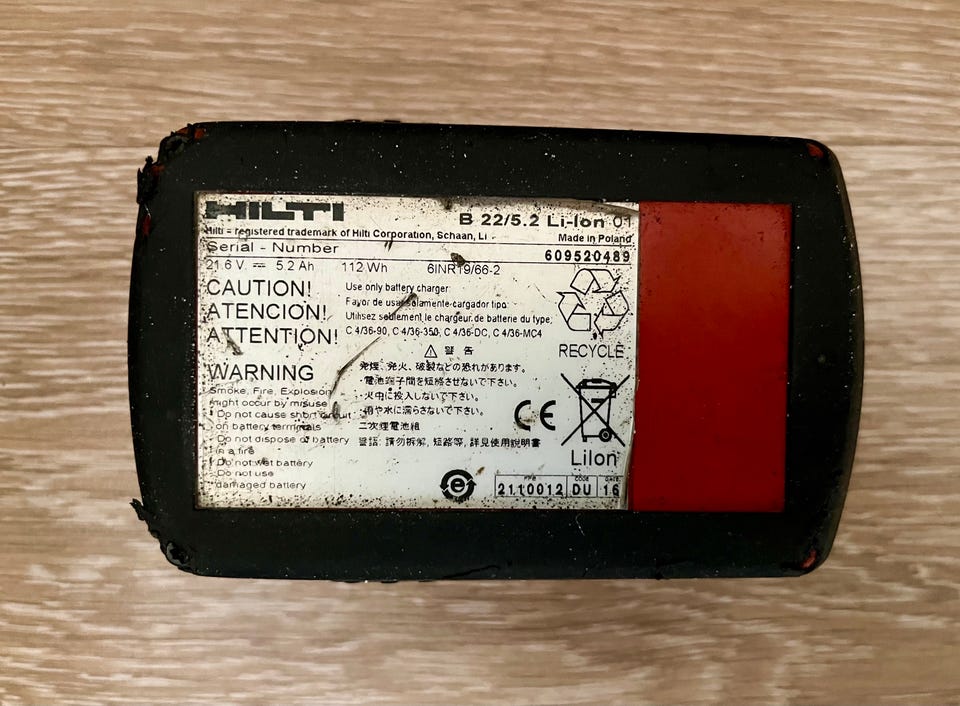 HILTI
B 22/5.2 Li-Ion 01
Hilti = registered trademark of Hilti Corporation, Schaan, Li
Made in Poland
Serial - Number
609520489
21.6 V 5.2 Ah 112 Wh 6INR19/66-2
CAUTION!
ATENCION!
ATTENTION!
Use only battery charger:
Favor de usar solamente cargador tipo:
Utilisez seulement le chargeur de batterie du type:
C 4/36-90, C 4/36-350, C 4/36-DC, C 4/36-MC4
RECYCLE
WARNING
Smoke, Fire, Explosion
might occur by misuse
! Do not cause short circuit
on battery terminals
! Do not dispose of battery
in a fire
! Do not wet battery
Do not use
damaged battery
警告
発煙、発火、破裂などの恐れがあります。
・電池端子間を短絡させないで下さい。
・火中に投入しないで下さい。
・雨や水に濡らさないで下さい。
二次鋰電池組
警語: 請勿拆解, 短路等, 詳見使用說明書
CE
LiIon
PPB CODE DATE
2110012 DU 16